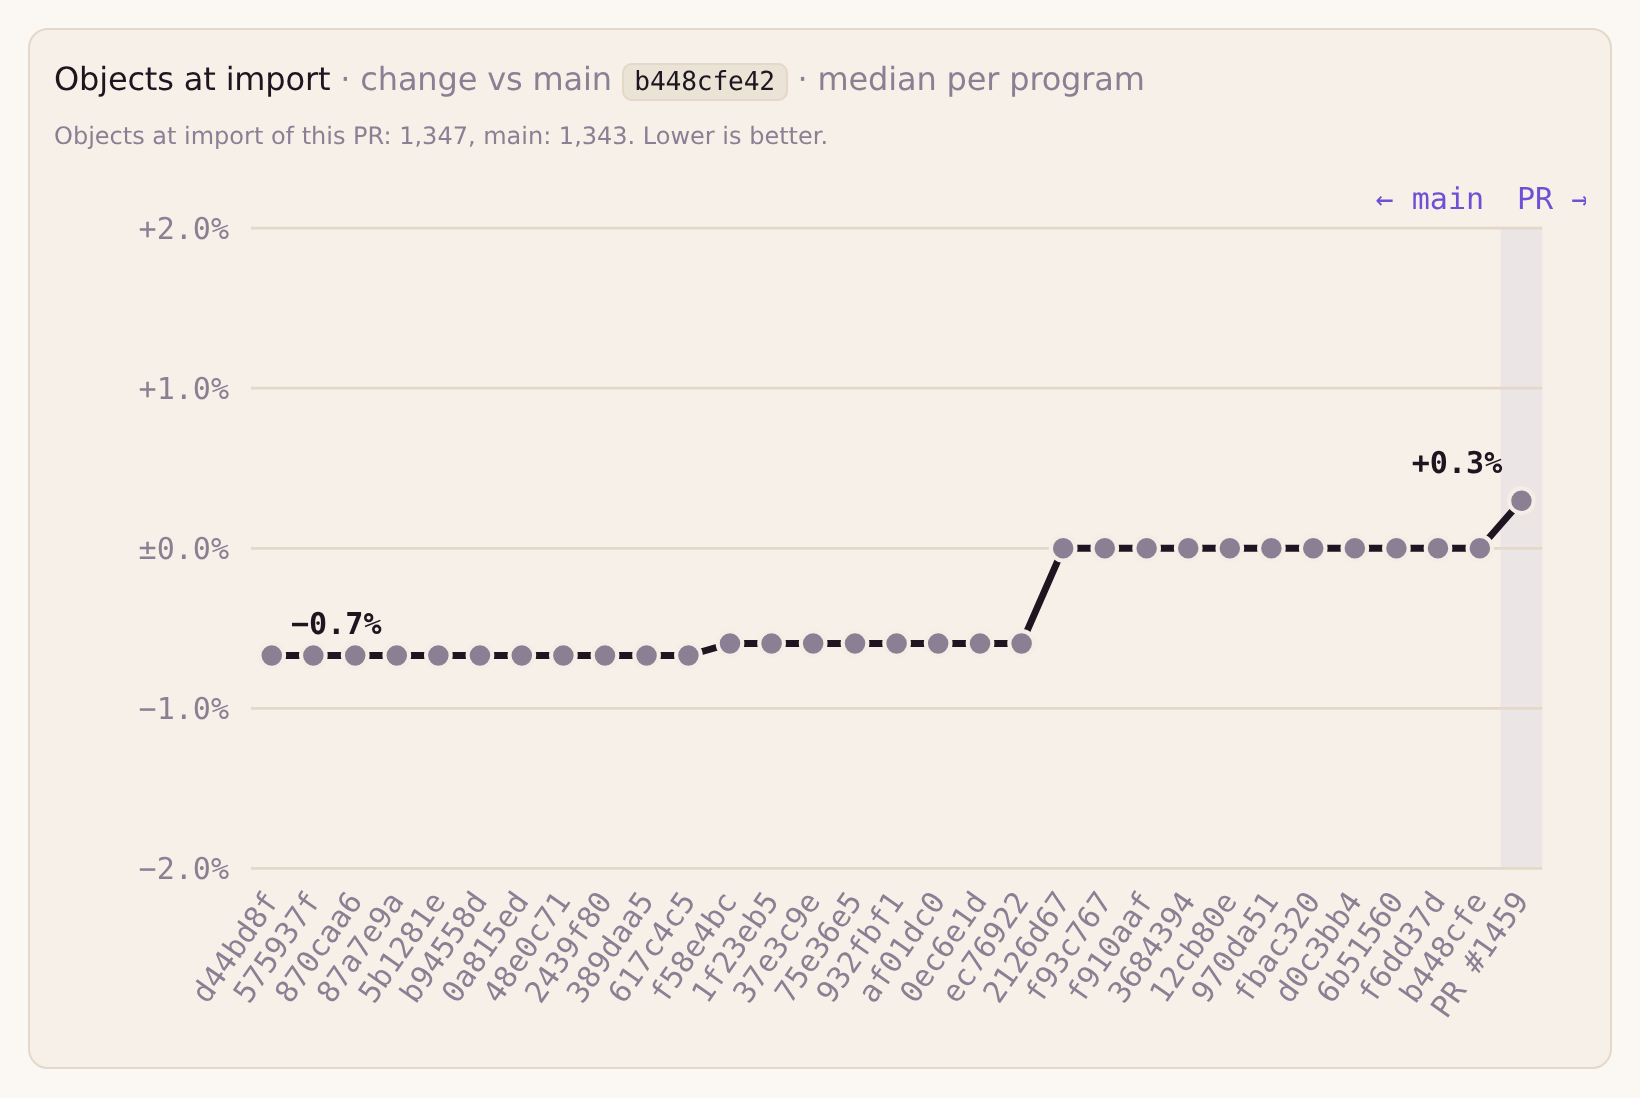 Objects at import · change vs main b448cfe42 · median per program
Objects at import of this PR: 1,347, main: 1,343. Lower is better.
← main PR →
+2.0%
+1.0%
±0.0%
−1.0%
−2.0%
−0.7%
+0.3%
d44bd8f
575937f
870caa6
87a7e9a
5b1281e
b94558d
0a815ed
48e0c71
2439f80
389daa5
617c4c5
f58e4bc
1f23eb5
37e3c9e
75e36e5
932fbf1
af01dc0
0ec6e1d
ec76922
2126d67
f93c767
f910aaf
3684394
12cb80e
970da51
fbac320
d0c3bb4
6b51560
f6dd37d
b448cfe
PR #1459